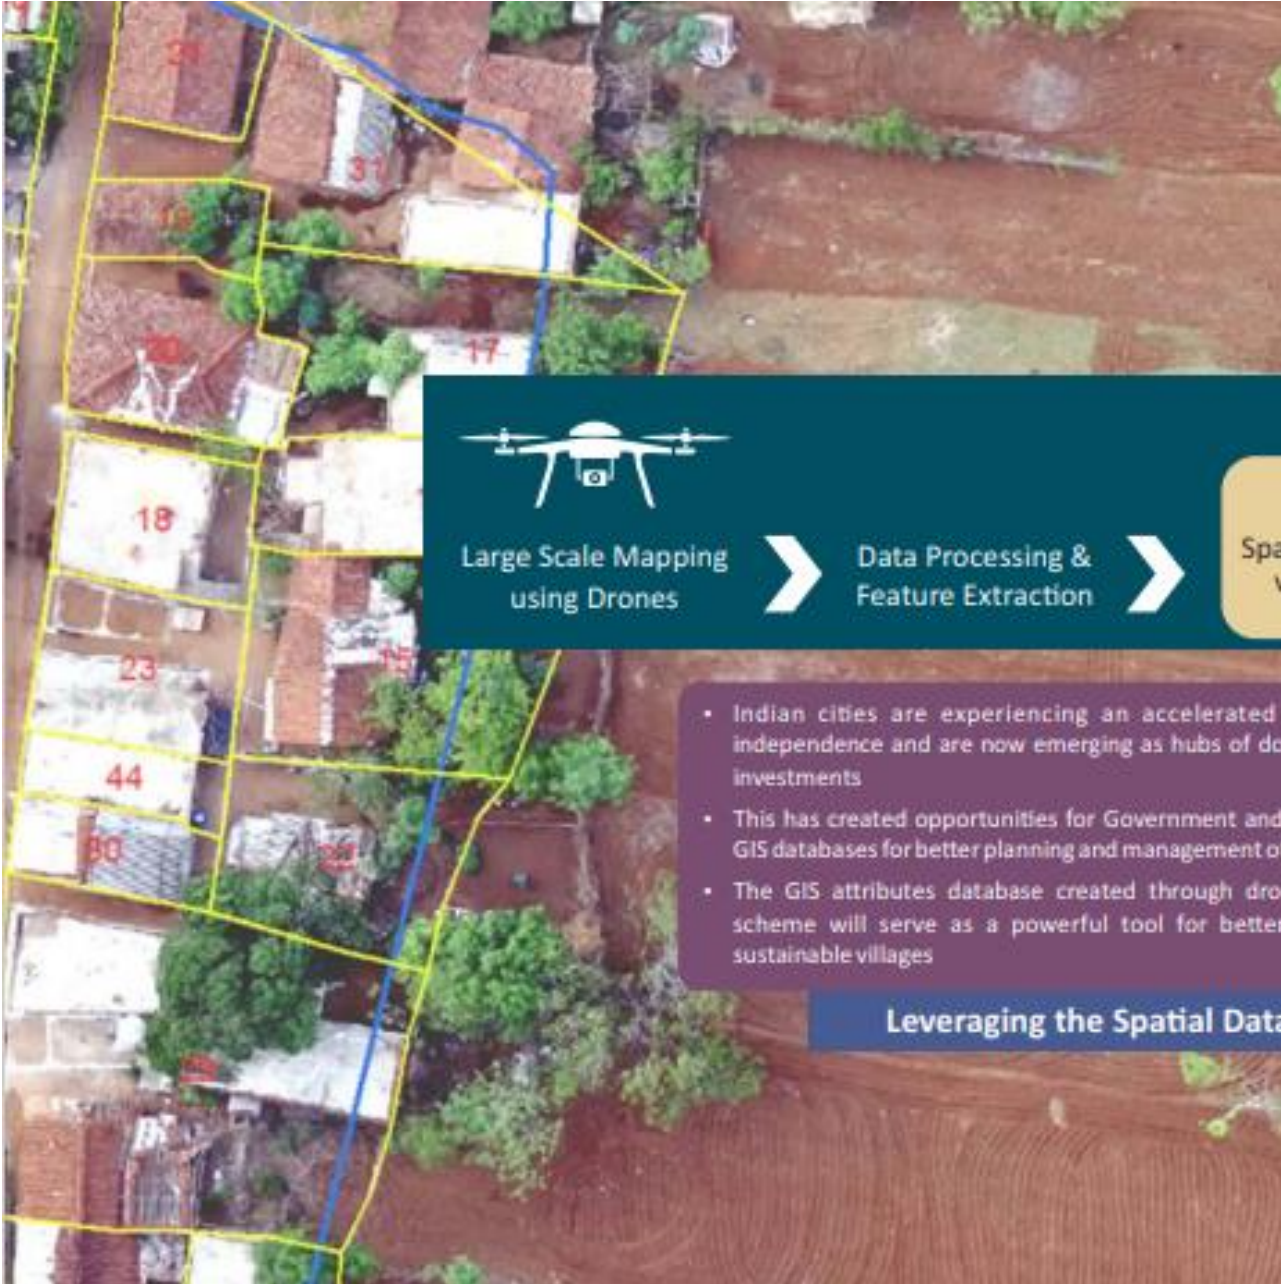 31
17
18
23
15
44
Large Scale Mapping
using Drones
Data Processing &
Feature Extraction
• Indian cities are experiencing an accelerated
independence and are now emerging as hubs of
investments
• This has created opportunities for Government and
GIS databases for better planning and management
• The GIS attributes database created through
scheme will serve as a powerful tool for better
sustainable villages
Leveraging the Spatial Data